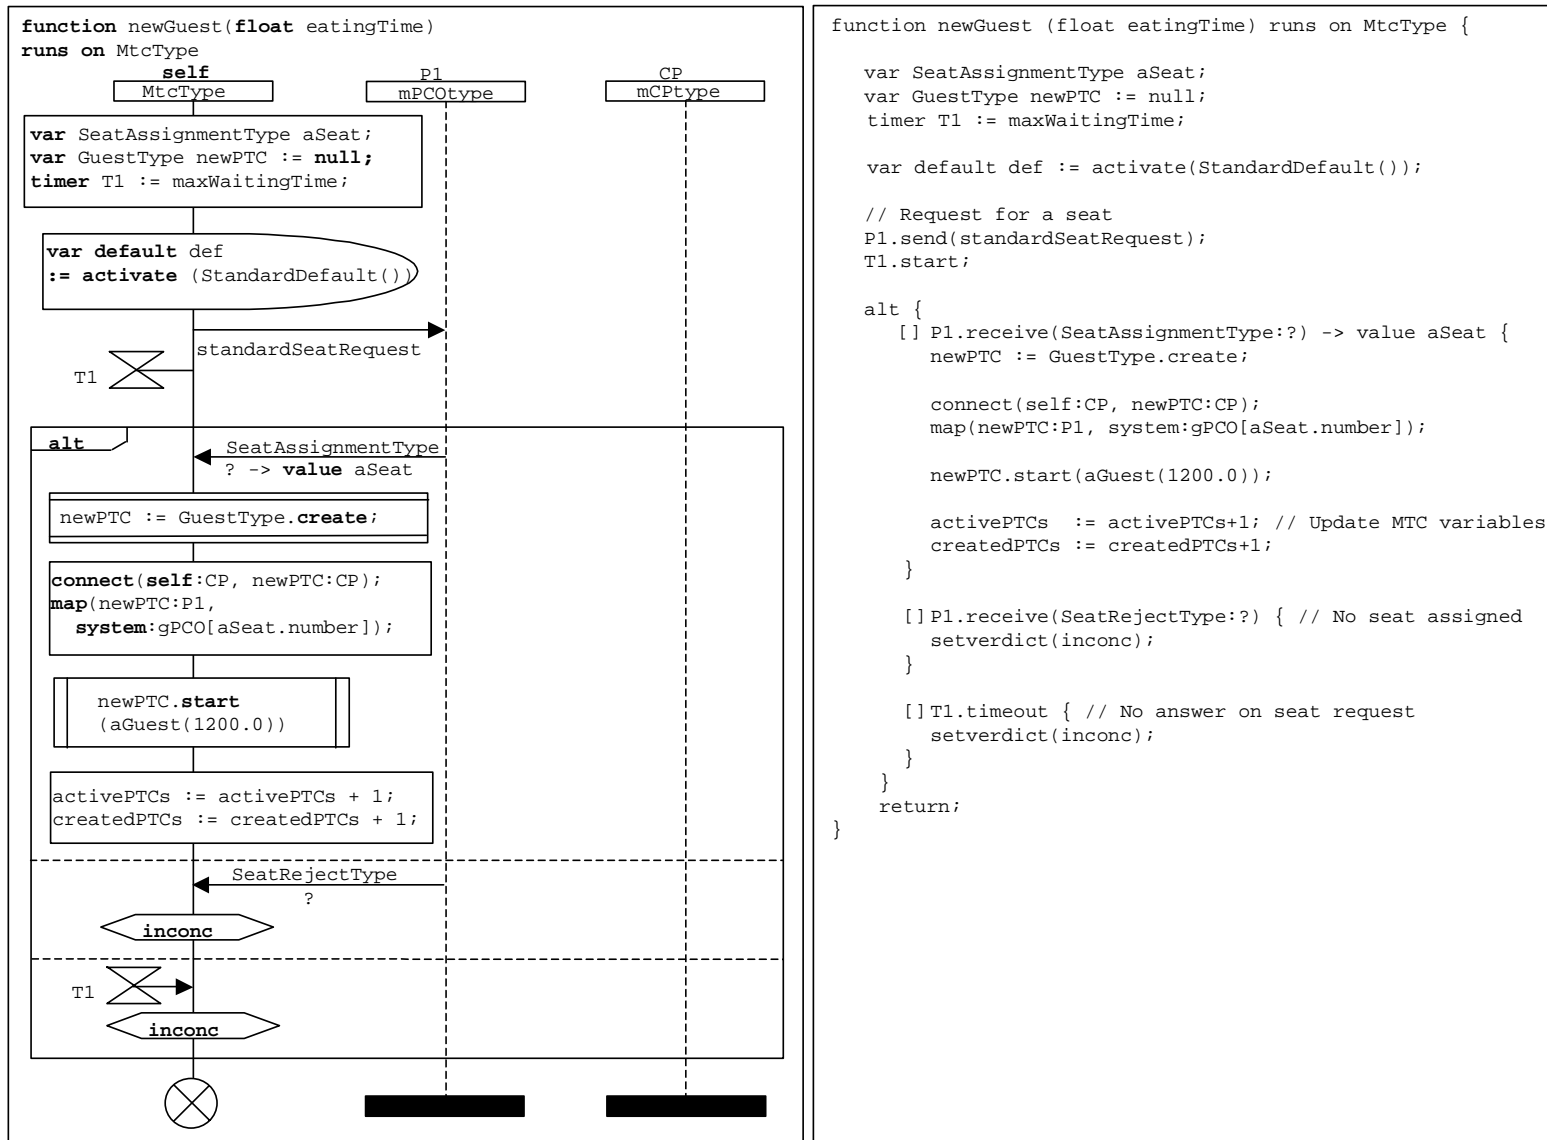 function newGuest(float eatingTime)
runs on MtcType
self
MtcType
P1
mPCOtype
CP
mCPtype
var SeatAssignmentType aSeat;
var GuestType newPTC := null;
timer T1 := maxWaitingTime;
var default def
:= activate (StandardDefault())
standardSeatRequest
T1
alt
SeatAssignmentType
? -> value aSeat
newPTC := GuestType.create;
connect(self:CP, newPTC:CP);
map(newPTC:P1,
system:gPCO[aSeat.number]);
newPTC.start
(aGuest(1200.0))
activePTCs := activePTCs + 1;
createdPTCs := createdPTCs + 1;
SeatRejectType
?
inconc
T1
inconc
function newGuest (float eatingTime) runs on MtcType {
var SeatAssignmentType aSeat;
var GuestType newPTC := null;
timer T1 := maxWaitingTime;
var default def := activate(StandardDefault());
// Request for a seat
P1.send(standardSeatRequest);
T1.start;
alt {
[] P1.receive(SeatAssignmentType:?) -> value aSeat {
newPTC := GuestType.create;
connect(self:CP, newPTC:CP);
map(newPTC:P1, system:gPCO[aSeat.number]);
newPTC.start(aGuest(1200.0));
activePTCs := activePTCs+1; // Update MTC variables
createdPTCs := createdPTCs+1;
}
[]P1.receive(SeatRejectType:?) { // No seat assigned
setverdict(inconc);
}
[]T1.timeout { // No answer on seat request
setverdict(inconc);
}
}
return;
}